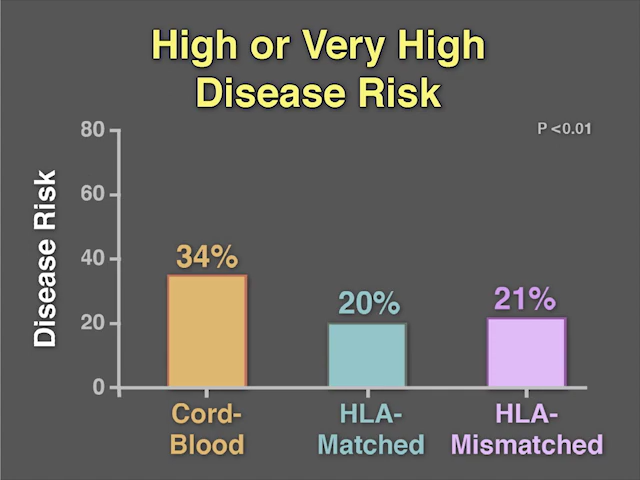 High or Very High
Disease Risk
P <0.01
Disease Risk
80
60
40
20
0
34%
20%
21%
Cord-
Blood
HLA-
Matched
HLA-
Mismatched